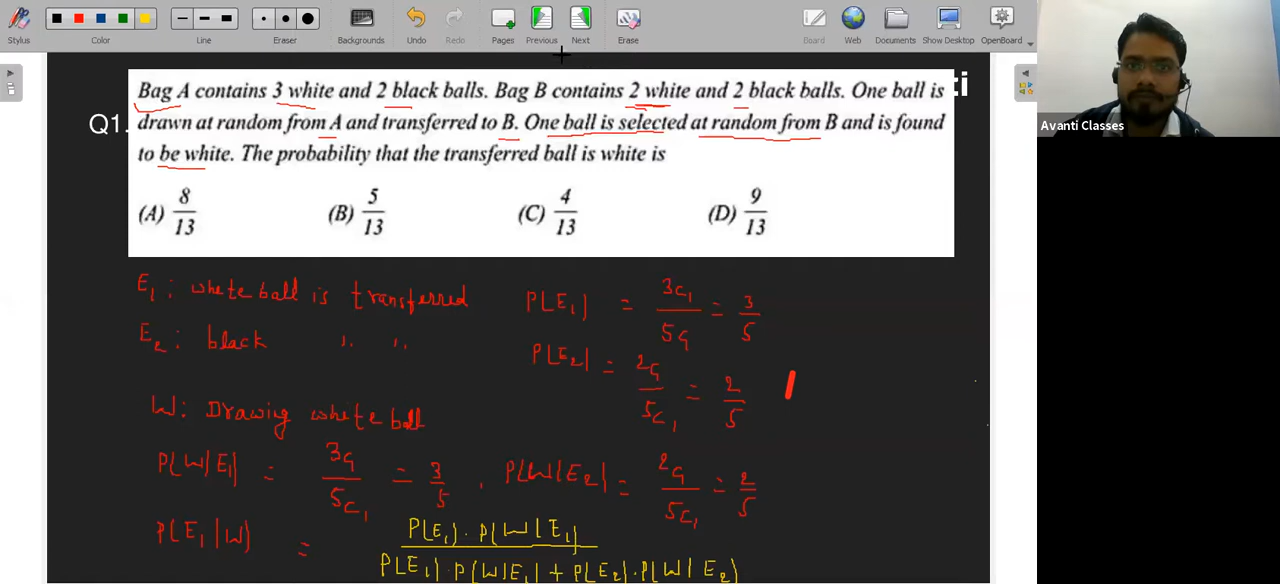 Stylus
Color
Line
Eraser
Backgrounds
Undo
Redo
Pages
Previous
Next
Erase
Board
Web
Documents
Show Desktop
OpenBoard
Avanti Classes
ti
Q1.
Bag A contains 3 white and 2 black balls. Bag B contains 2 white and 2 black balls. One ball is
drawn at random from A and transferred to B. One ball is selected at random from B and is found
to be white. The probability that the transferred ball is white is
(A) 8/13 (B) 5/13 (C) 4/13 (D) 9/13
E₁ : white ball is transferred P(E₁) = 3C₁/5C₁ = 3/5
E₂ : black " " P(E₂) = 2C₁/5C₁ = 2/5
W : Drawing white ball
P(W|E₁) = 3C₁/5C₁ = 3/5 , P(W|E₂) = 2C₁/5C₁ = 2/5
P(E₁|W) = P(E₁) . P(W|E₁) / P(E₁) . P(W|E₁) + P(E₂) . P(W|E₂)